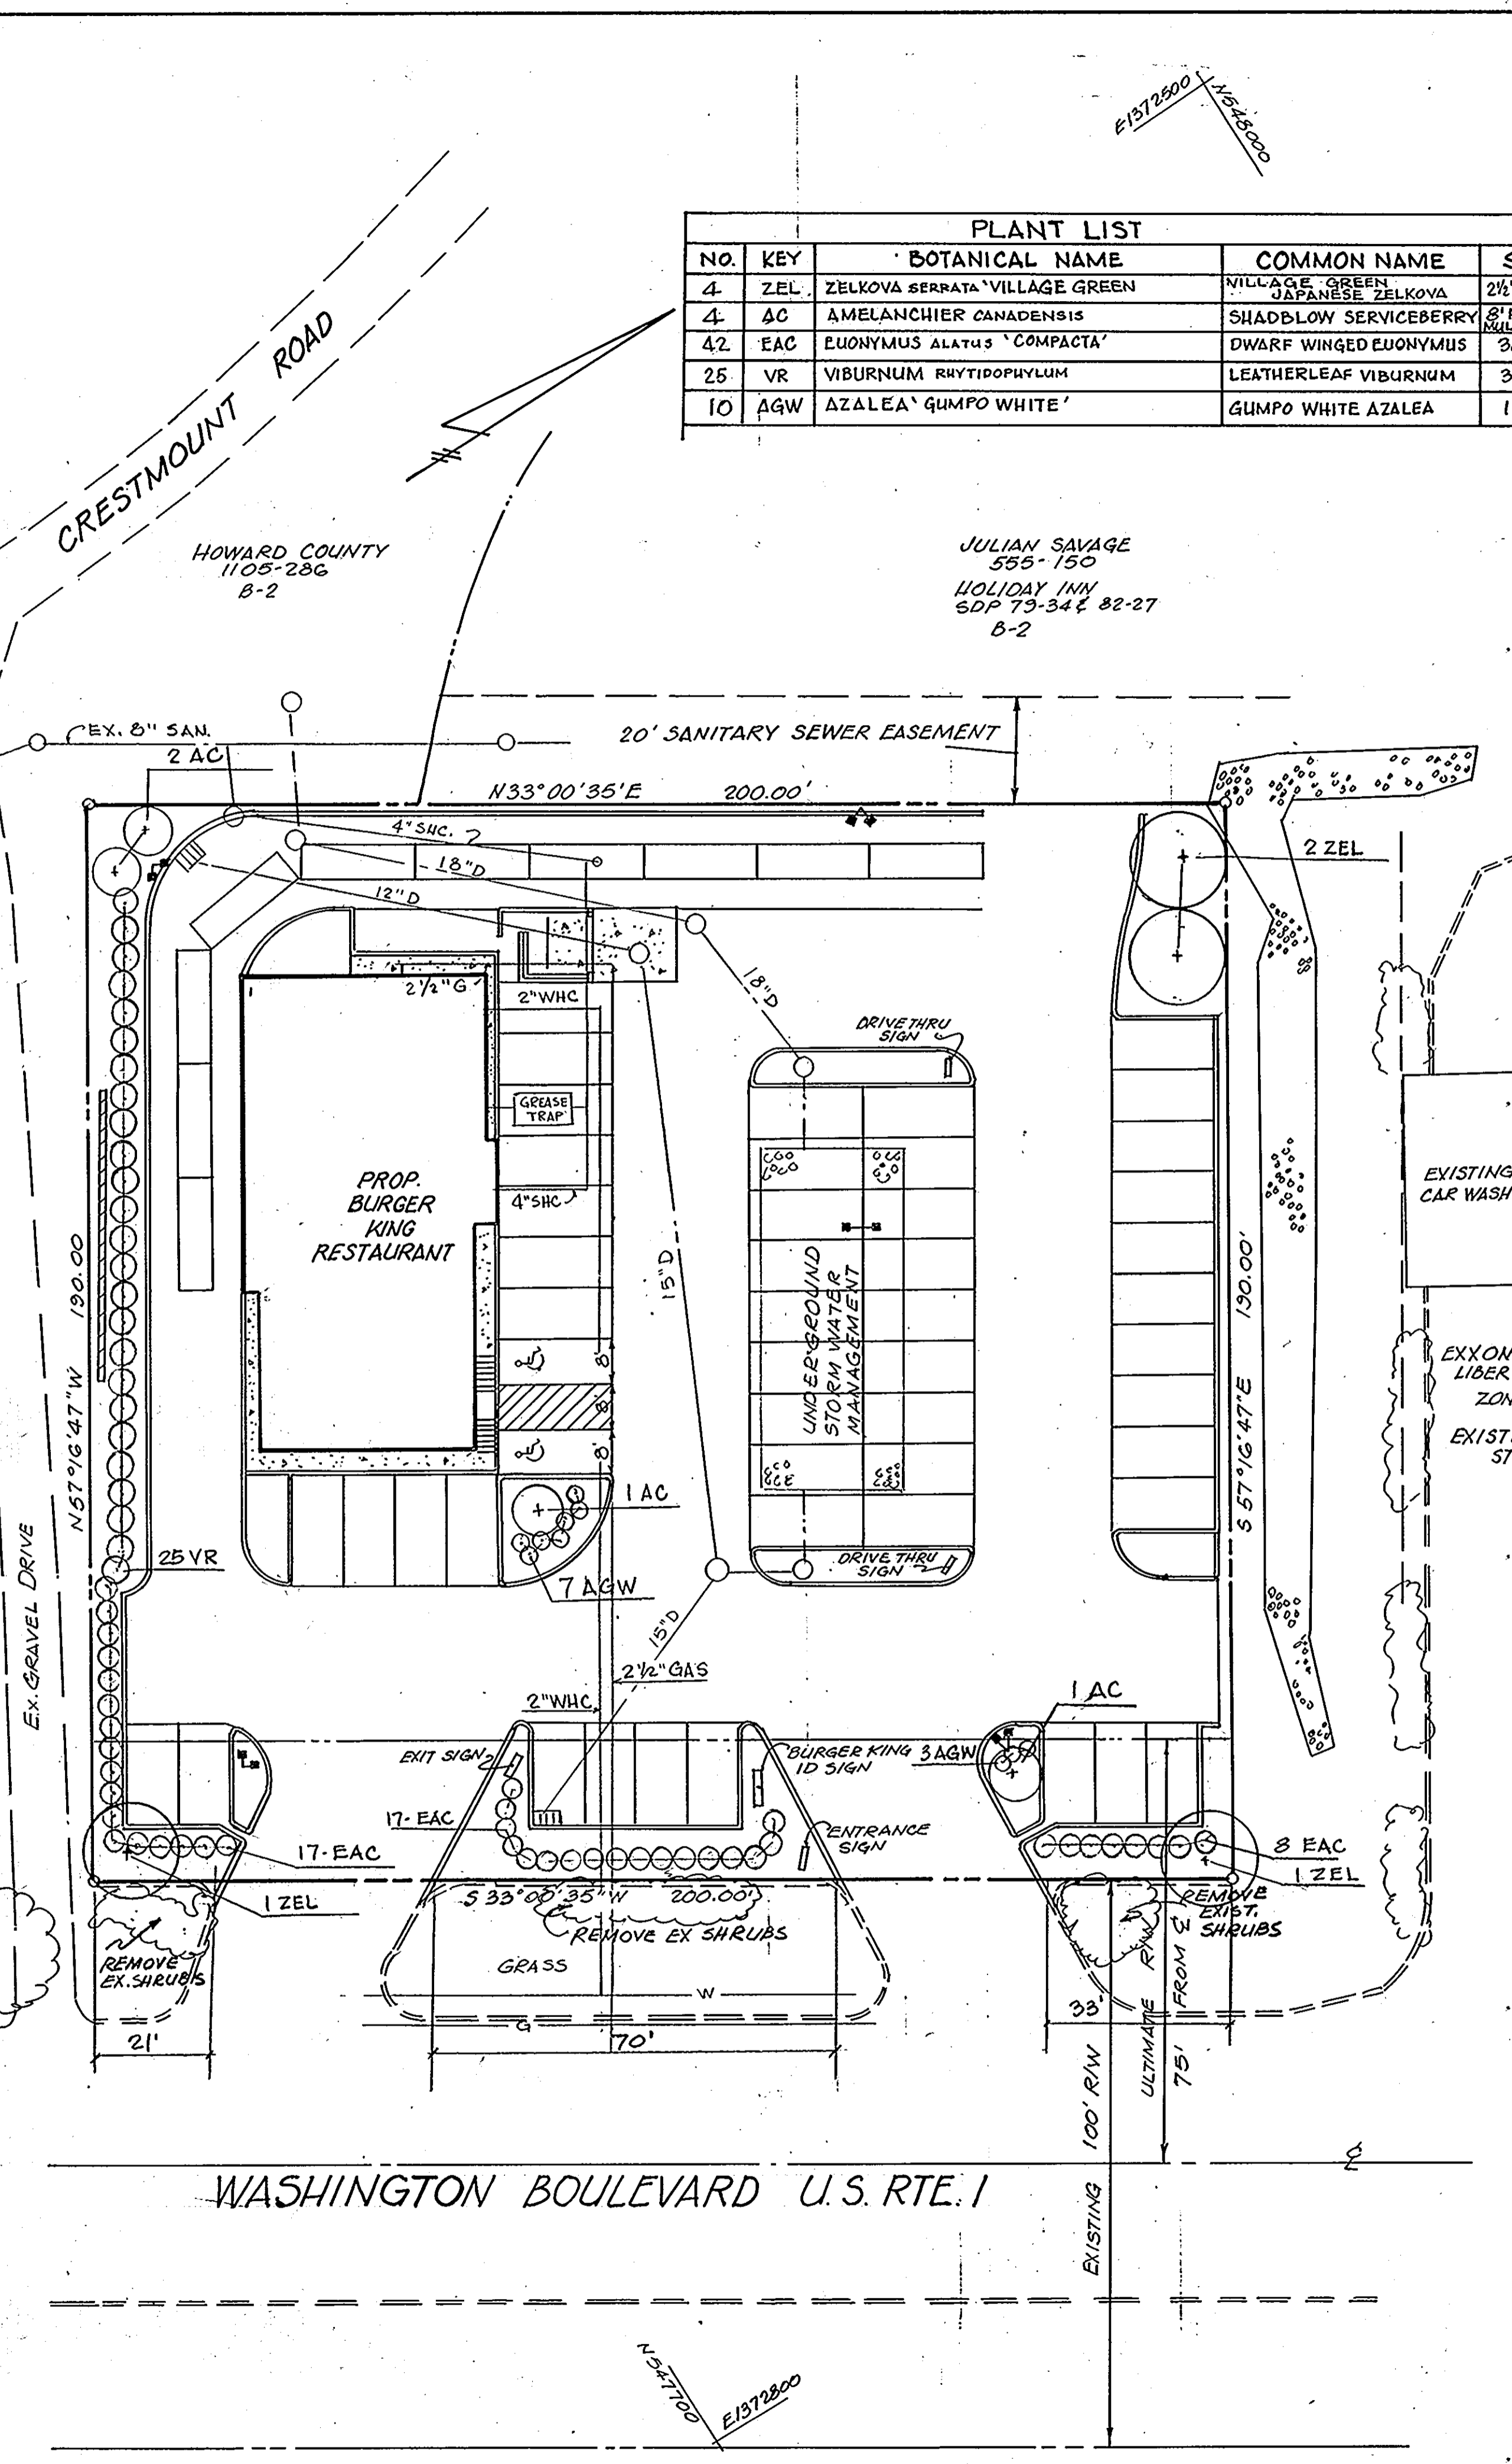 E1372500
N548000
PLANT LIST
NO. KEY BOTANICAL NAME COMMON NAME
4 ZEL. ZELKOVA SERRATA 'VILLAGE GREEN VILLAGE GREEN JAPANESE ZELKOVA 2½"
4 AC AMELANCHIER CANADENSIS SHADBLOW SERVICEBERRY 8'
42 EAC EUONYMUS ALATUS 'COMPACTA' DWARF WINGED EUONYMUS
25 VR VIBURNUM RHYTIDOPHYLUM LEATHERLEAF VIBURNUM
10 AGW AZALEA 'GUMPO WHITE' GUMPO WHITE AZALEA
CRESTMOUNT ROAD
HOWARD COUNTY
1105-286
B-2
JULIAN SAVAGE
555-150
HOLIDAY INN
SDP 79-34 & 82-27
B-2
EX. 8" SAN.
20' SANITARY SEWER EASEMENT
2 AC
N33°00'35"E 200.00'
4" SHC.
18"D
12"D
2 ZEL
18"D
2½"G
2"WHC
DRIVE THRU
SIGN
GREASE
TRAP
PROP.
BURGER
KING
RESTAURANT
4"SHC
EXISTING
CAR WASH
N57°16'47"W 190.00
15"D
UNDERGROUND
STORM WATER
MANAGEMENT
S 57°16'47"E 190.00'
8'
8'
8'
EXXON
LIBER
ZON
EXIST
ST
1 AC
EX. GRAVEL DRIVE
25 VR
7 AGW
DRIVE THRU
SIGN
15"D
2½" GAS
2"WHC
1 AC
EXIT SIGN
BURGER KING
ID SIGN
3 AGW
17-EAC
ENTRANCE
SIGN
17-EAC
8 EAC
1 ZEL
1 ZEL
S 33°00'35"W 200.00'
REMOVE EX SHRUBS
REMOVE
EXIST.
SHRUBS
REMOVE
EX. SHRUBS
GRASS
W
G
21'
70'
33'
ULTIMATE R/W
75' FROM ℄
EXISTING 100' R/W
℄
WASHINGTON BOULEVARD U.S. RTE. 1
N547700
E1372800